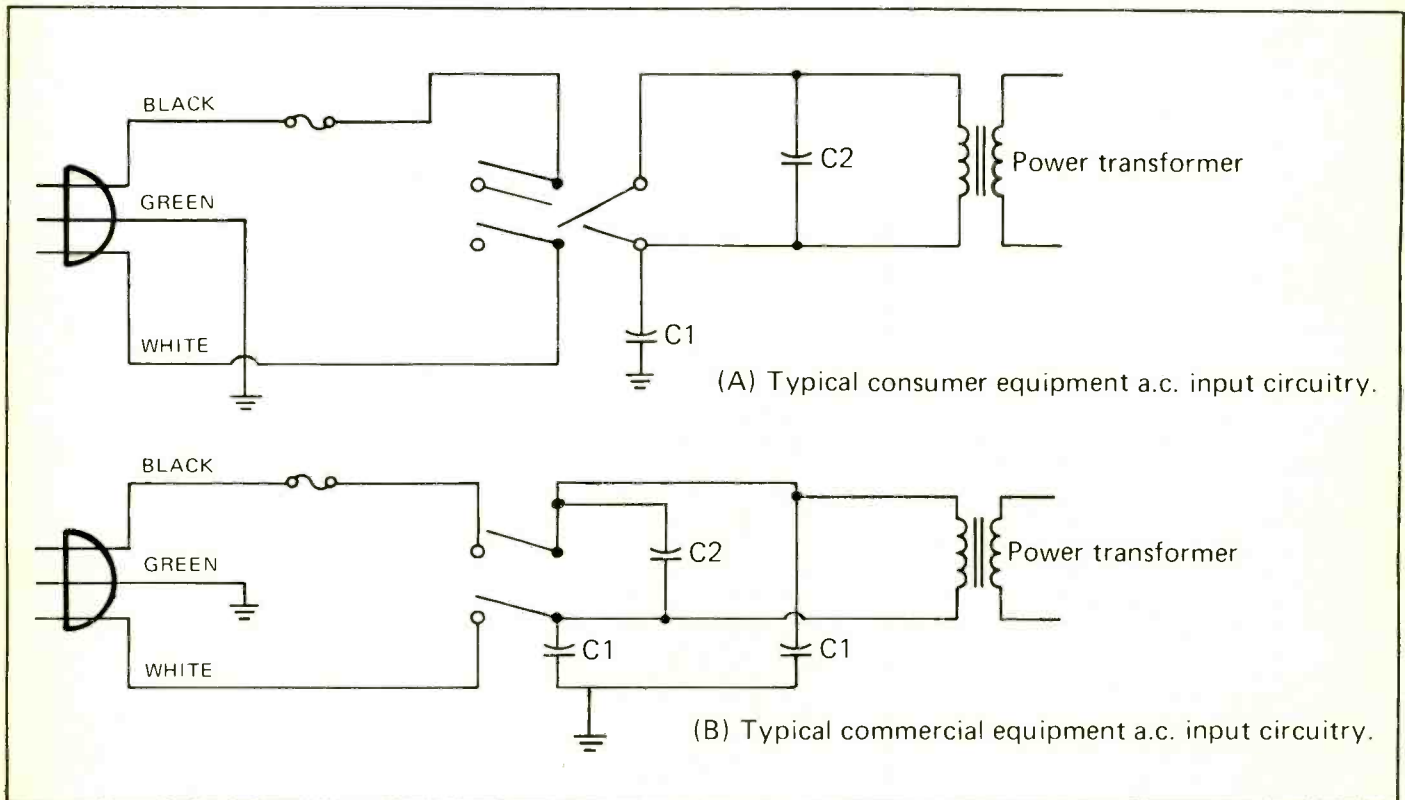 BLACK
GREEN
WHITE
C2
Power transformer
C1
(A) Typical consumer equipment a.c. input circuitry.
BLACK
GREEN
WHITE
C2
Power transformer
C1
C1
(B) Typical commercial equipment a.c. input circuitry.